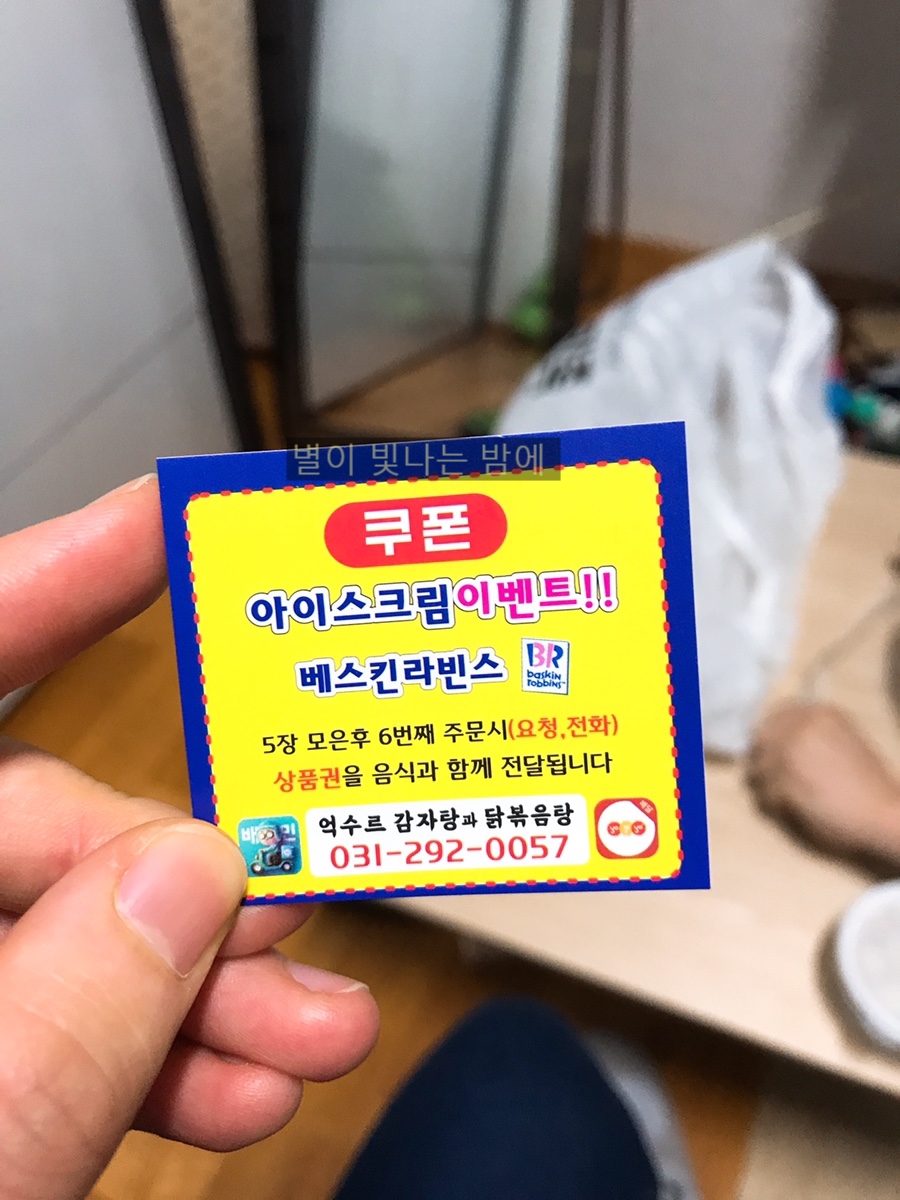 별이 빛나는 밤에
쿠폰
아이스크림이벤트!!
베스킨라빈스
BR
baskin
robbins™
5장 모은후 6번째 주문시(요청,전화)
상품권을 음식과 함께 전달됩니다
억수르 감자탕과 닭볶음탕
031-292-0057